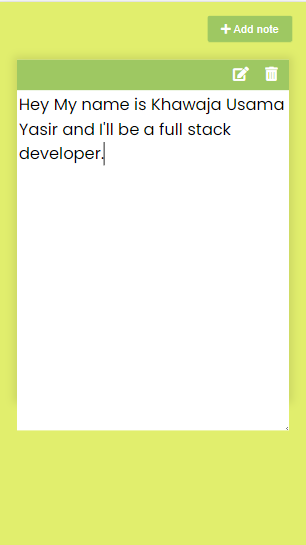 Add note
Hey My name is Khawaja Usama
Yasir and I'll be a full stack
developer.